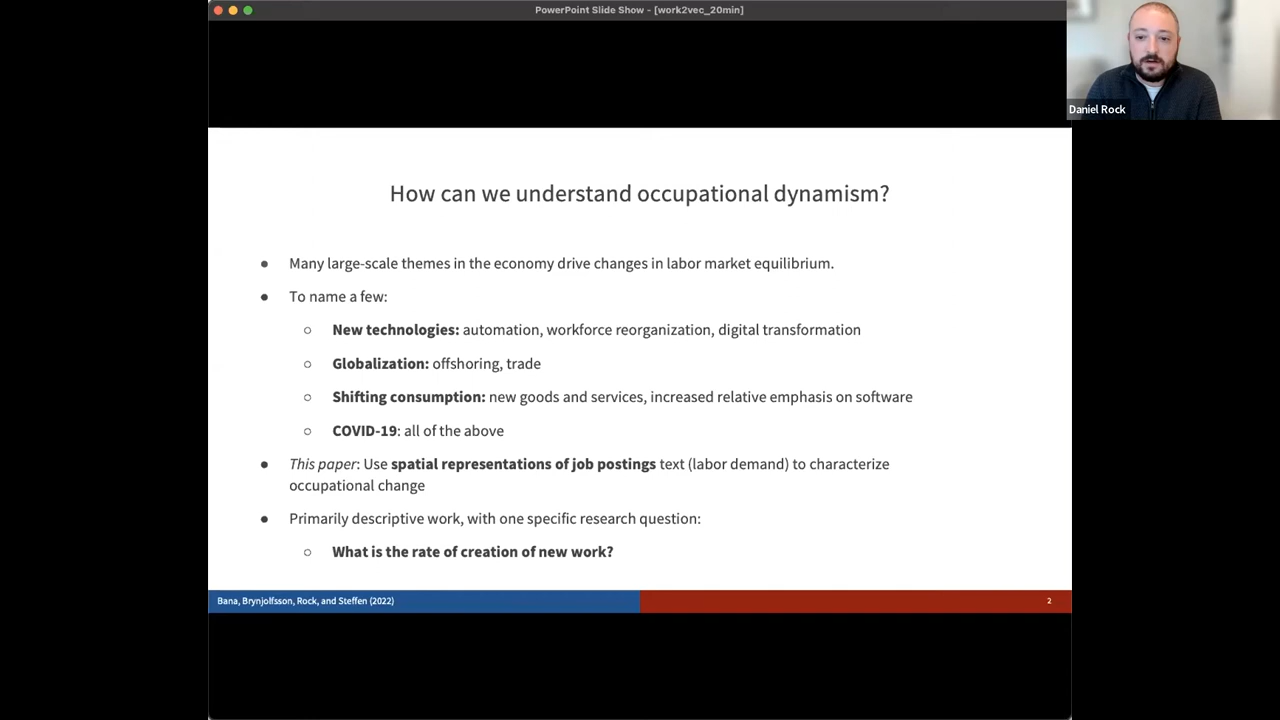 PowerPoint Slide Show - [work2vec_20min]
Daniel Rock
How can we understand occupational dynamism?
● Many large-scale themes in the economy drive changes in labor market equilibrium.
● To name a few:
○ New technologies: automation, workforce reorganization, digital transformation
○ Globalization: offshoring, trade
○ Shifting consumption: new goods and services, increased relative emphasis on software
○ COVID-19: all of the above
● This paper: Use spatial representations of job postings text (labor demand) to characterize
occupational change
● Primarily descriptive work, with one specific research question:
○ What is the rate of creation of new work?
Bana, Brynjolfsson, Rock, and Steffen (2022)
2